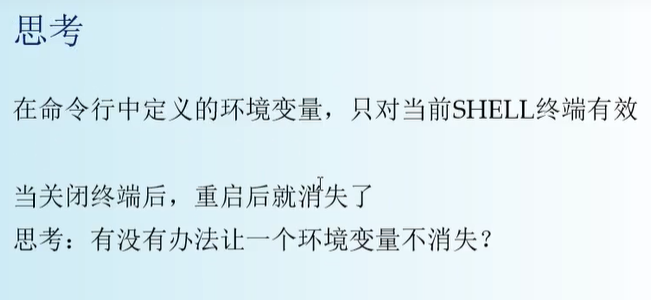 思考
在命令行中定义的环境变量，只对当前SHELL终端有效
当关闭终端后，重启后就消失了
思考：有没有办法让一个环境变量不消失？